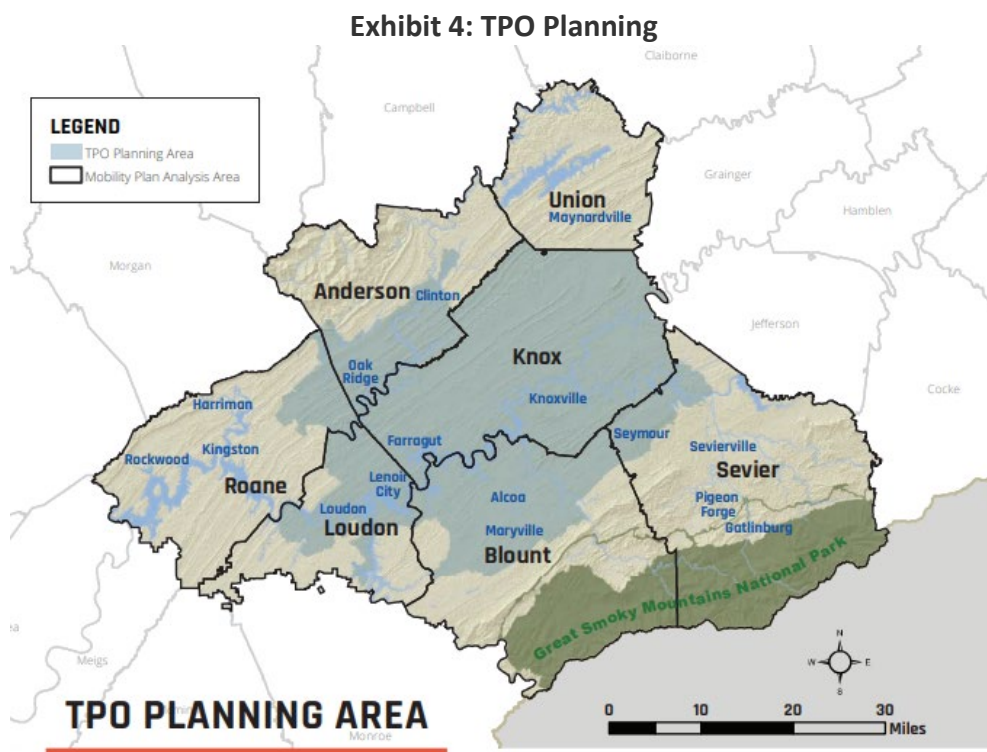 Exhibit 4: TPO Planning
Claiborne
Campbell
LEGEND
TPO Planning Area
Mobility Plan Analysis Area
Grainger
Union
Maynardville
Hamblen
Morgan
Anderson
Clinton
Jefferson
Knox
Oak
Ridge
Cocke
Knoxville
Harriman
Farragut
Seymour
Sevierville
Kingston
Rockwood
Roane
Lenoir
City
Sevier
Alcoa
Pigeon
Forge
Loudon
Loudon
Gatlinburg
Maryville
Blount
Great Smoky Mountains National Park
Meigs
N
W
E
S
TPO PLANNING AREA
Monroe
0 10 20 30
Miles